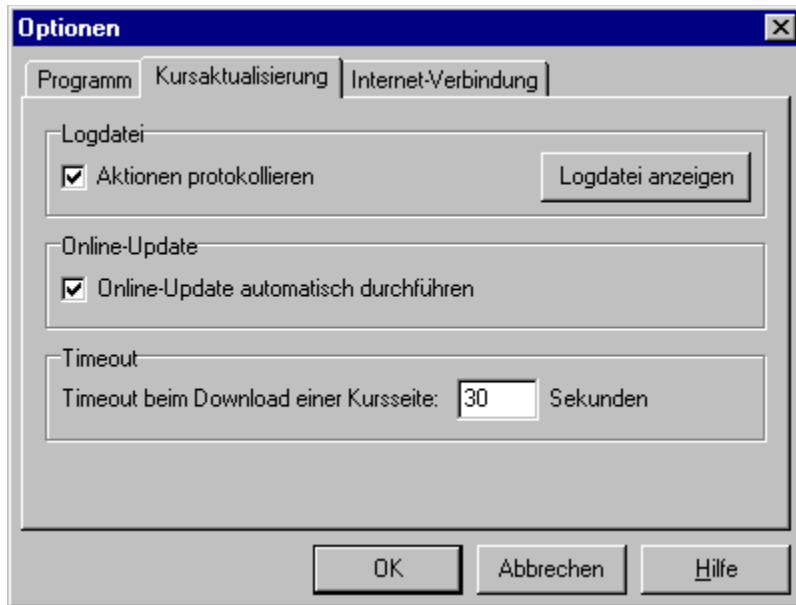 Optionen
Programm Kursaktualisierung Internet-Verbindung
Logdatei
Aktionen protokollieren Logdatei anzeigen
Online-Update
Online-Update automatisch durchführen
Timeout
Timeout beim Download einer Kursseite: 30 Sekunden
OK Abbrechen Hilfe